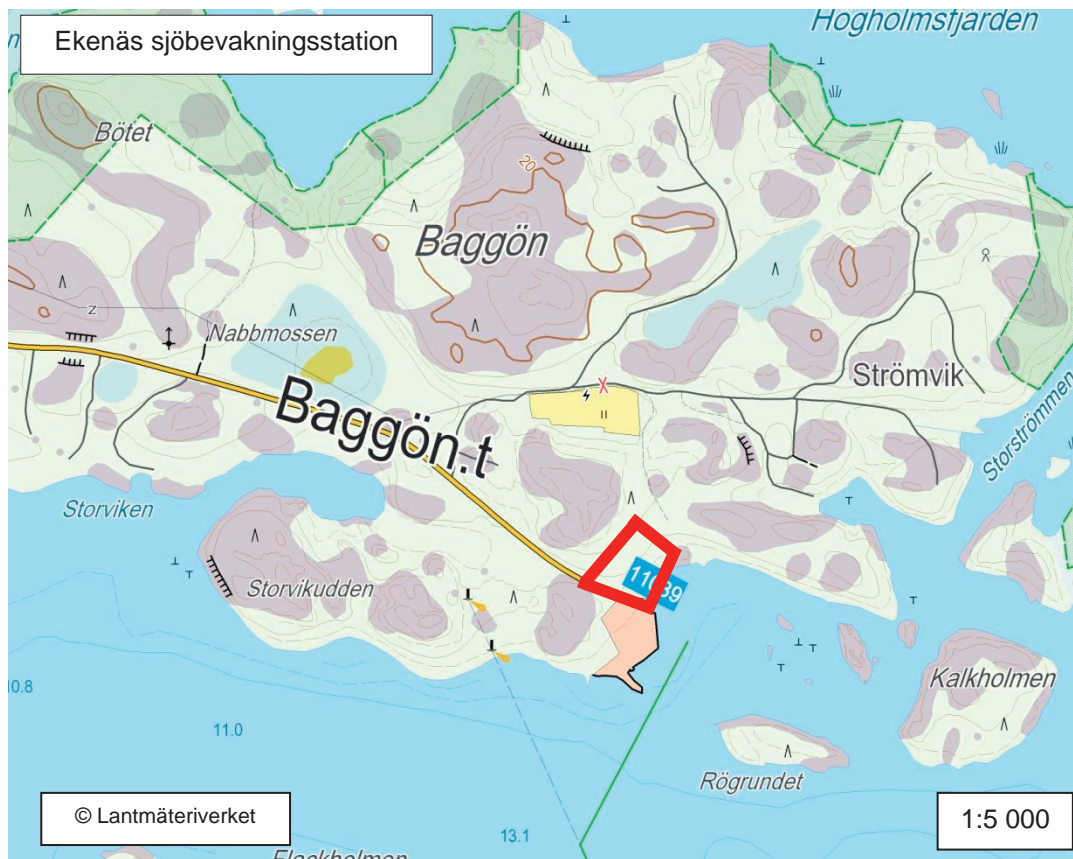 Ekenäs sjöbevakningsstation
Hogholmsfjärden
Bötet
20
Baggön
z
Nabbmossen
Strömvik
Baggön.t
Storströmmen
Storviken
Storvikudden
Kalkholmen
10.8
11.0
Rögrundet
© Lantmäteriverket
13.1
1:5 000